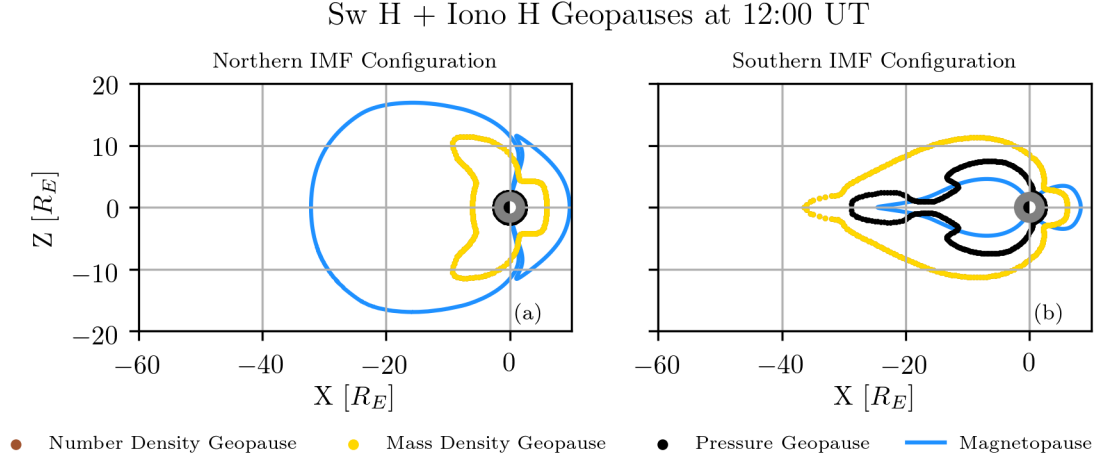 Sw H + Iono H Geopauses at 12:00 UT
Northern IMF Configuration
Southern IMF Configuration
20
10
0
−10
−20
Z [R_E]
(a)
(b)
−60
−40
−20
0
−60
−40
−20
0
X [R_E]
X [R_E]
Number Density Geopause
Mass Density Geopause
Pressure Geopause
Magnetopause